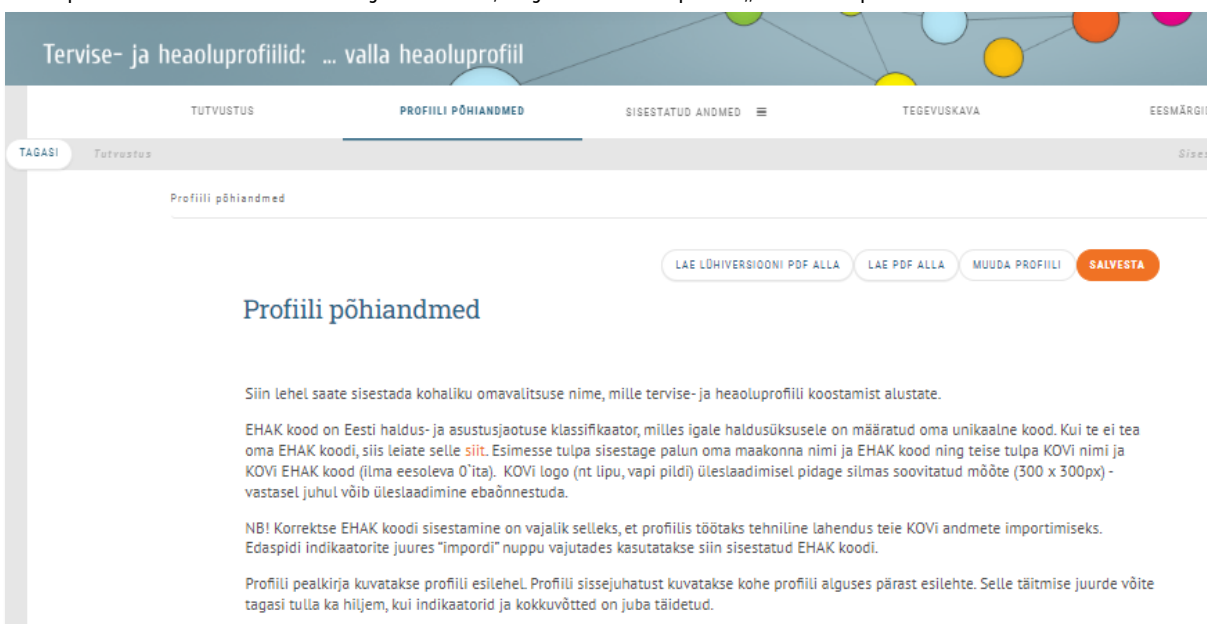 Tervise- ja heaoluprofiilid: ... valla heaoluprofiil
TUTVUSTUS PROFIILI PÕHIANDMED SISESTATUD ANDMED TEGEVUSKAVA
TAGASI Tutvustus
Profiili põhiandmed
LAE LÜHIVERSIOONI PDF ALLA LAE PDF ALLA MUUDA PROFIILI SALVESTA
Profiili põhiandmed
Siin lehel saate sisestada kohaliku omavalitsuse nime, mille tervise- ja heaoluprofiili koostamist alustate.
EHAK kood on Eesti haldus- ja asustusjaotuse klassifikaator, milles igale haldusüksusele on määratud oma unikaalne kood. Kui te ei tea
oma EHAK koodi, siis leiate selle siit. Esimesse tulpa sisestage palun oma maakonna nimi ja EHAK kood ning teise tulpa KOVi nimi ja
KOVi EHAK kood (ilma eesoleva 0`ita). KOVi logo (nt lipu, vapi pildi) üleslaadimisel pidage silmas soovitatud mõõte (300 x 300px) -
vastasel juhul võib üleslaadimine ebaõnnestuda.
NB! Korrektse EHAK koodi sisestamine on vajalik selleks, et profiilis töötaks tehniline lahendus teie KOVi andmete importimiseks.
Edaspidi indikaatorite juures "impordi" nuppu vajutades kasutatakse siin sisestatud EHAK koodi.
Profiili pealkirja kuvatakse profiili esilehel. Profiili sissejuhatust kuvatakse kohe profiili alguses pärast esilehte. Selle täitmise juurde võite
tagasi tulla ka hiljem, kui indikaatorid ja kokkuvõtted on juba täidetud.